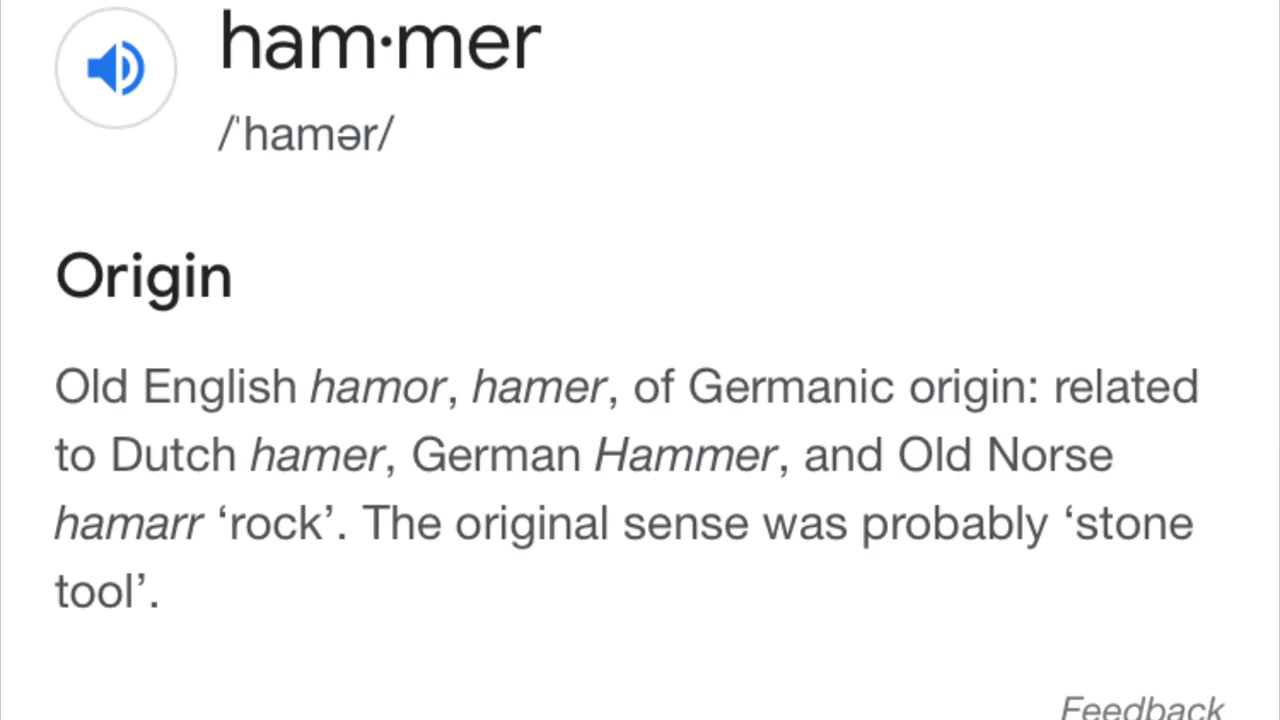 ham·mer
/ˈhamər/
Origin
Old English hamor, hamer, of Germanic origin: related
to Dutch hamer, German Hammer, and Old Norse
hamarr ‘rock’. The original sense was probably ‘stone
tool’.
Feedback